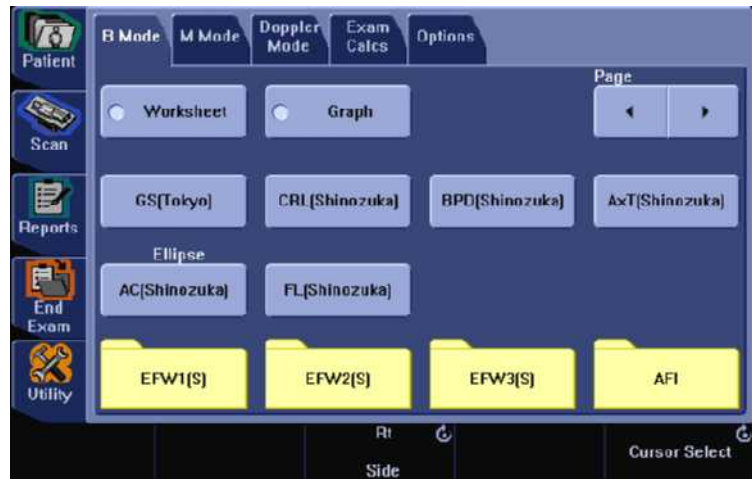 Patient
Scan
Reports
End
Exam
Utility
B Mode
M Mode
Doppler
Mode
Exam
Calcs
Options
Page
Worksheet
Graph
GS(Tokyo)
CRL(Shinozuka)
BPD(Shinozuka)
AxT(Shinozuka)
Ellipse
AC(Shinozuka)
FL(Shinozuka)
EFW1(S)
EFW2(S)
EFW3(S)
AFI
Rt
Side
Cursor Select